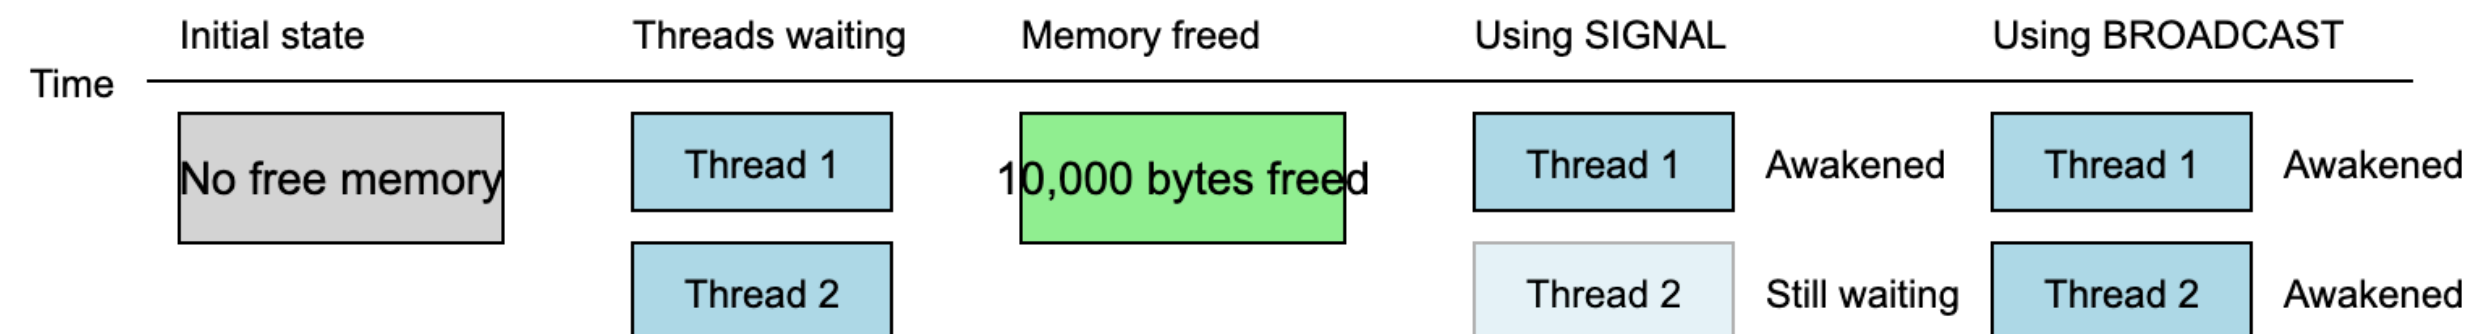 Initial state
Threads waiting
Memory freed
Using SIGNAL
Using BROADCAST
Time
No free memory
Thread 1
10,000 bytes freed
Thread 1
Awakened
Thread 1
Awakened
Thread 2
Thread 2
Still waiting
Thread 2
Awakened